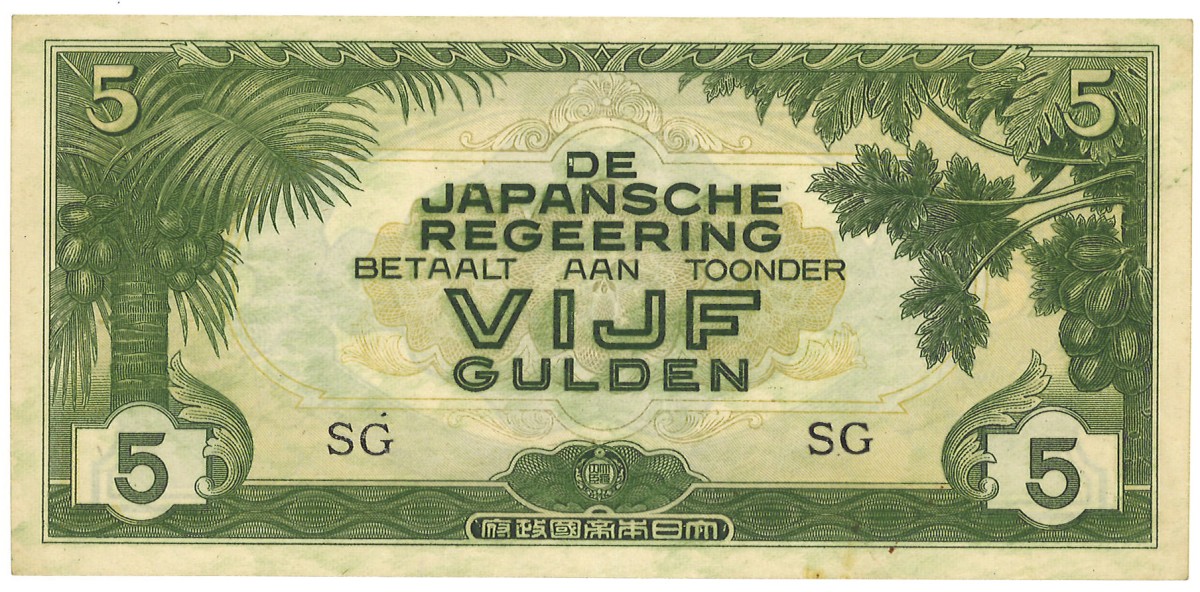 5
5
DE
JAPANSCHE
REGEERING
BETAALT AAN TOONDER
VIJF
GULDEN
SG
SG
5
5
大日本帝國政府